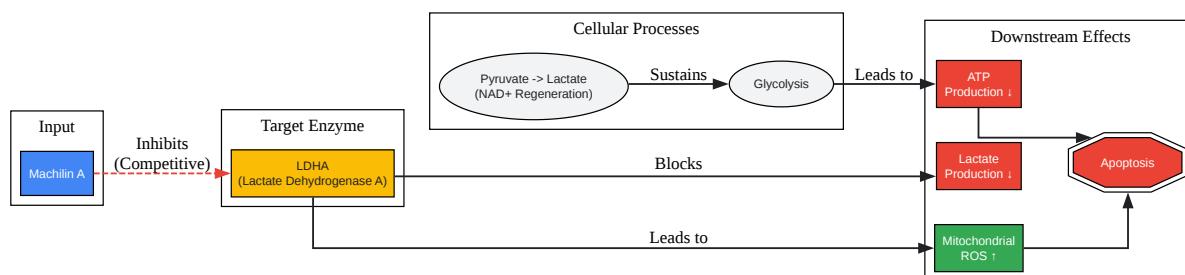 Cellular Processes
Downstream Effects
Pyruvate -> Lactate
(NAD+ Regeneration)
Sustains
Glycolysis
Leads to
ATP
Production ↓
Input
Target Enzyme
Inhibits
(Competitive)
Machilin A
LDHA
(Lactate Dehydrogenase A)
Blocks
Lactate
Production ↓
Apoptosis
Leads to
Mitochondrial
ROS ↑